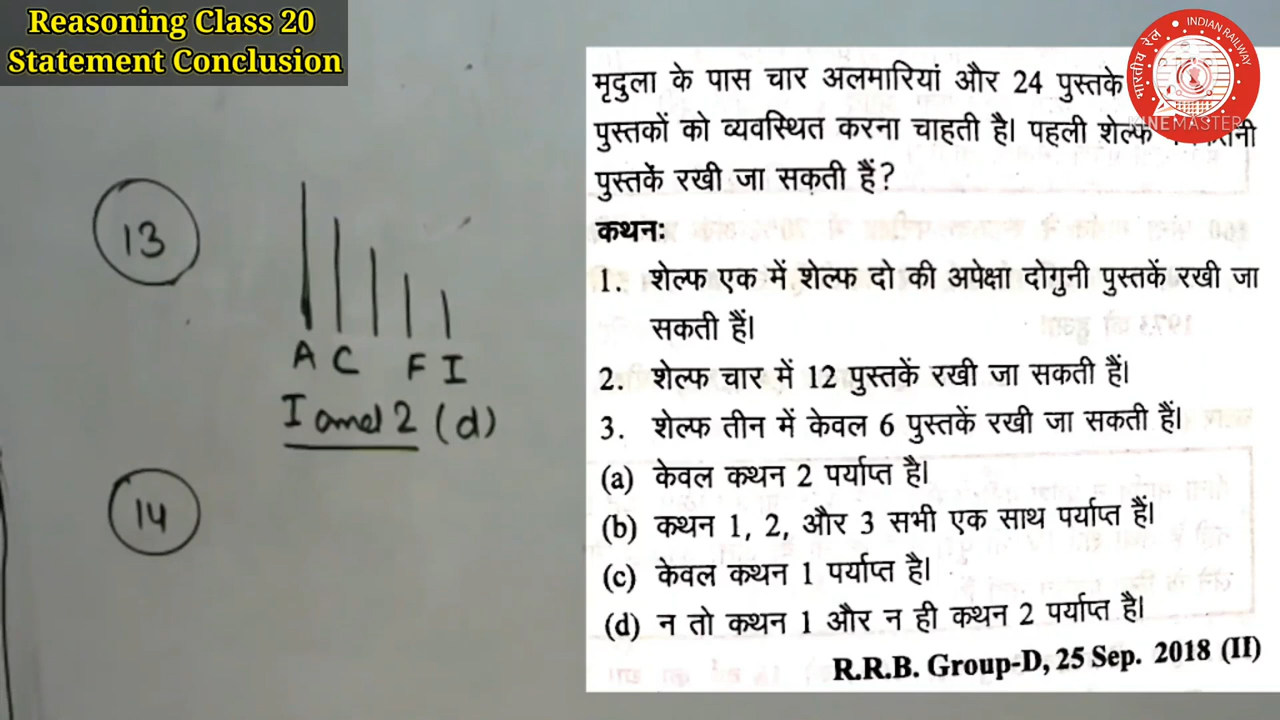 Reasoning Class 20
Statement Conclusion
भारतीय रेल
INDIAN RAILWAY
KINEMASTER
मृदुला के पास चार अलमारियां और 24 पुस्तके
पुस्तकों को व्यवस्थित करना चाहती है। पहली शेल्फ
पुस्तकें रखी जा सकती हैं?
कथनः
1. शेल्फ एक में शेल्फ दो की अपेक्षा दोगुनी पुस्तकें रखी जा
सकती हैं।
2. शेल्फ चार में 12 पुस्तकें रखी जा सकती हैं।
3. शेल्फ तीन में केवल 6 पुस्तकें रखी जा सकती हैं।
(a) केवल कथन 2 पर्याप्त है।
(b) कथन 1, 2, और 3 सभी एक साथ पर्याप्त हैं।
(c) केवल कथन 1 पर्याप्त है।
(d) न तो कथन 1 और न ही कथन 2 पर्याप्त है।
R.R.B. Group-D, 25 Sep. 2018 (II)
13
A C F I
I and 2 (d)
14